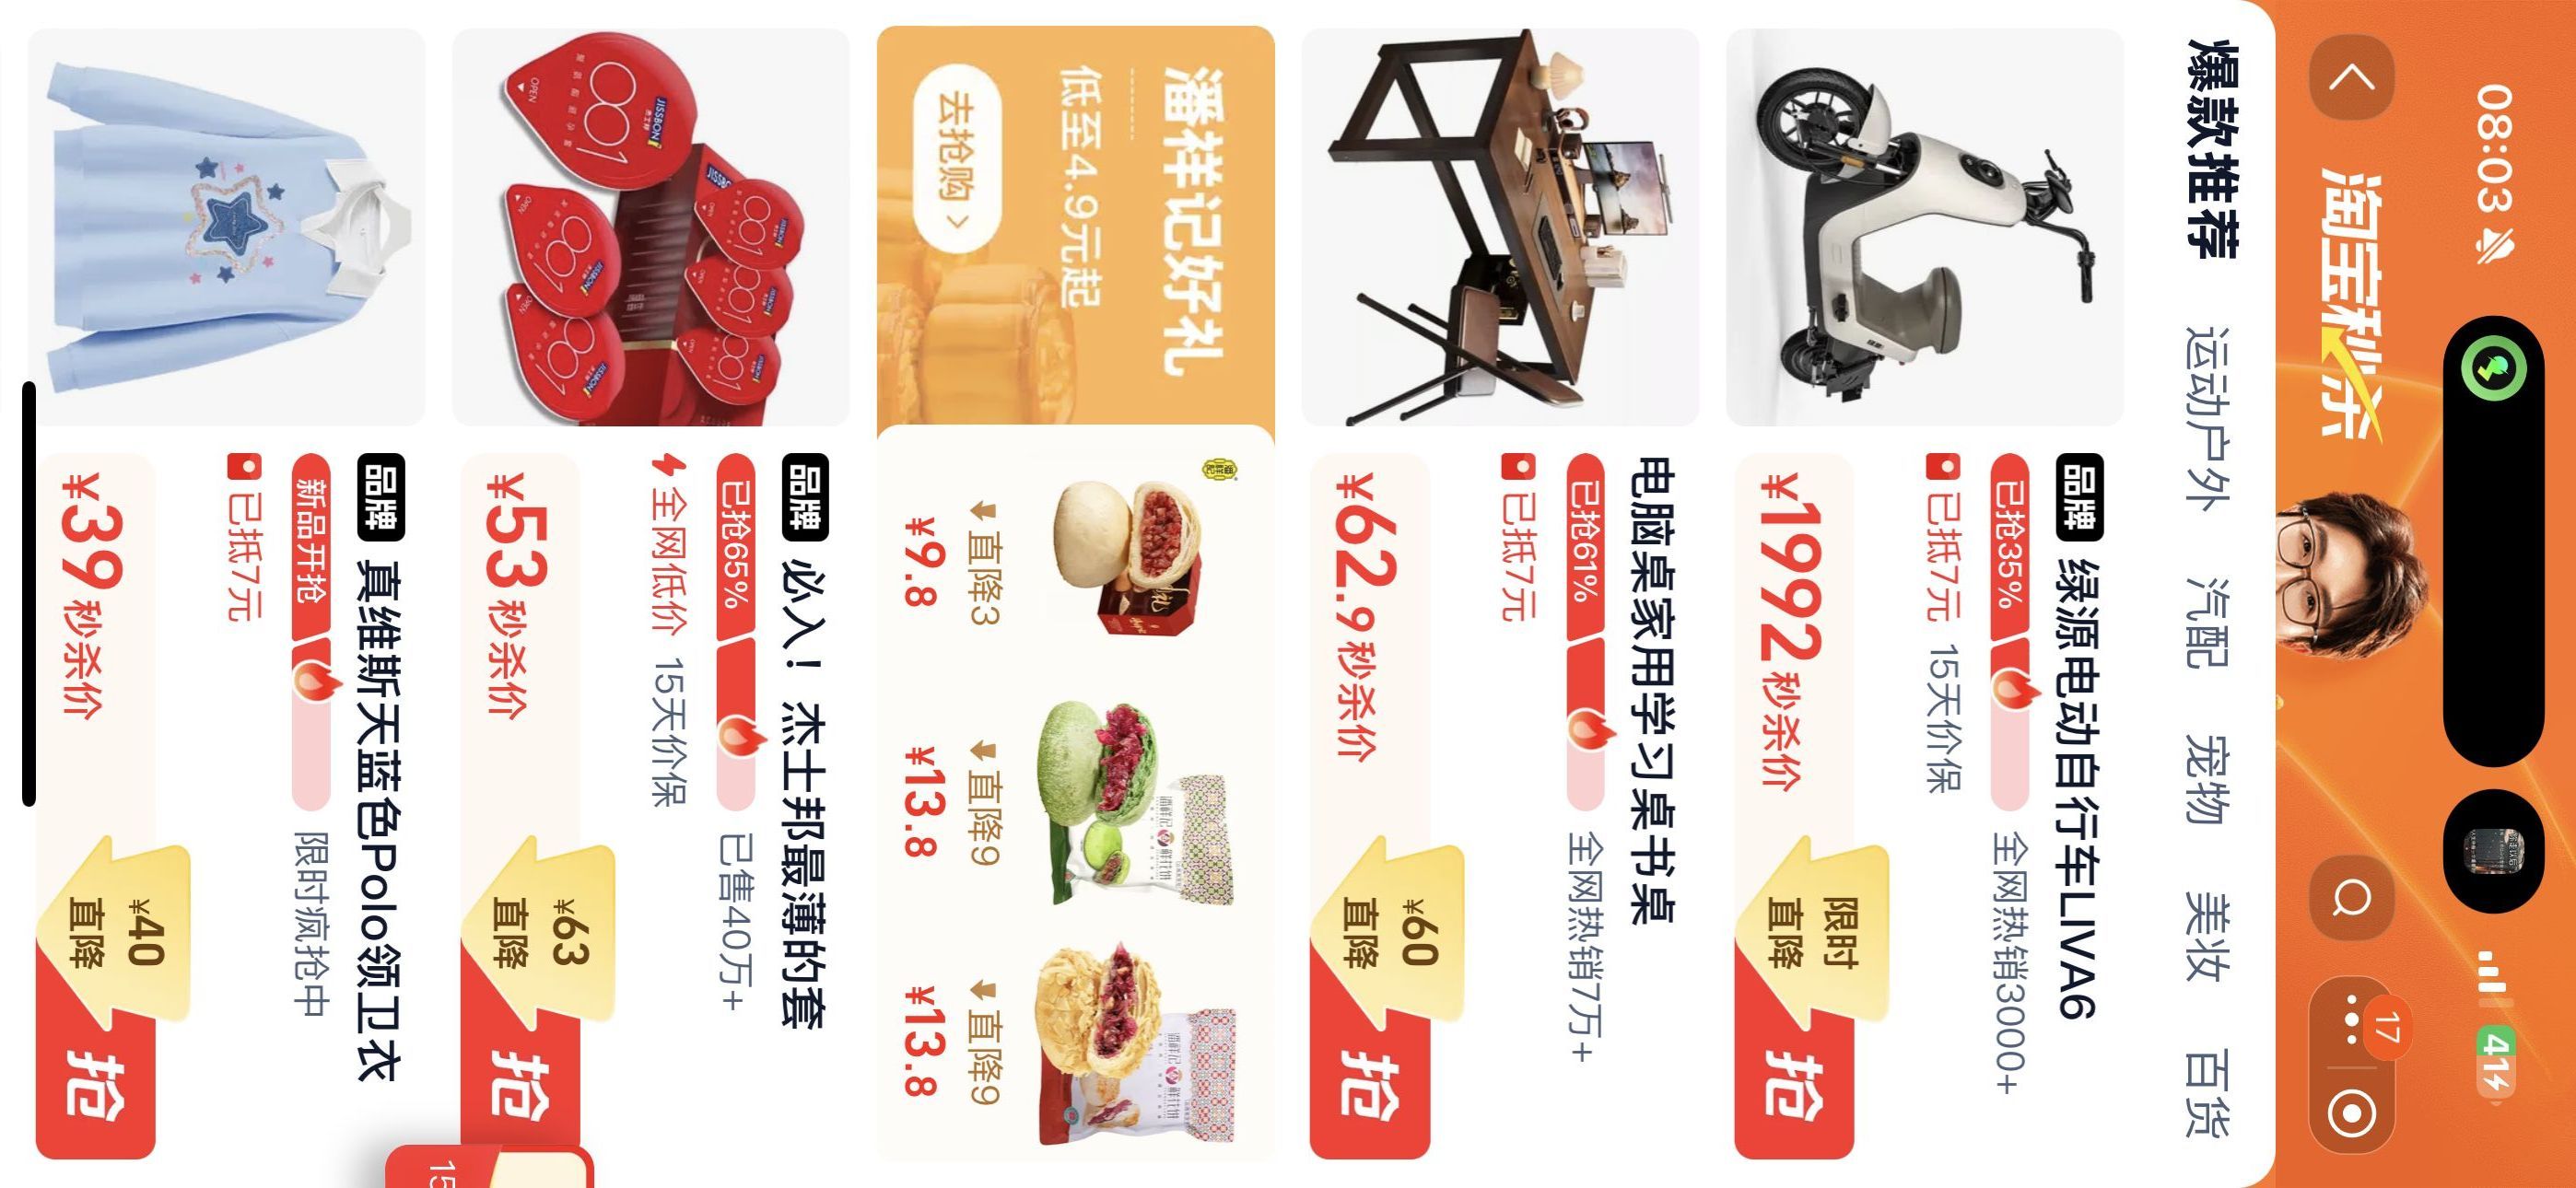 08:03
41
淘宝秒杀
17
爆款推荐 运动户外 汽配 宠物 美妆 百货
品牌 绿源电动自行车LIVA6
已抢35% 全网热销3000+
已抵7元 15天价保
¥1992 秒杀价
限时
直降
抢
电脑桌家用学习桌书桌
已抢61% 全网热销7万+
已抵7元
¥62.9 秒杀价
¥60
直降
抢
潘祥记好礼
低至4.9元起
去抢购
直降3
¥9.8
直降9
¥13.8
直降9
¥13.8
JISSBON
001
OPEN
品牌 必入！杰士邦最薄的套
已抢65% 已售40万+
全网低价 15天价保
¥53 秒杀价
¥63
直降
抢
品牌 真维斯天蓝色Polo领卫衣
新品开抢 限时疯抢中
已抵7元
¥39 秒杀价
¥40
直降
抢
15